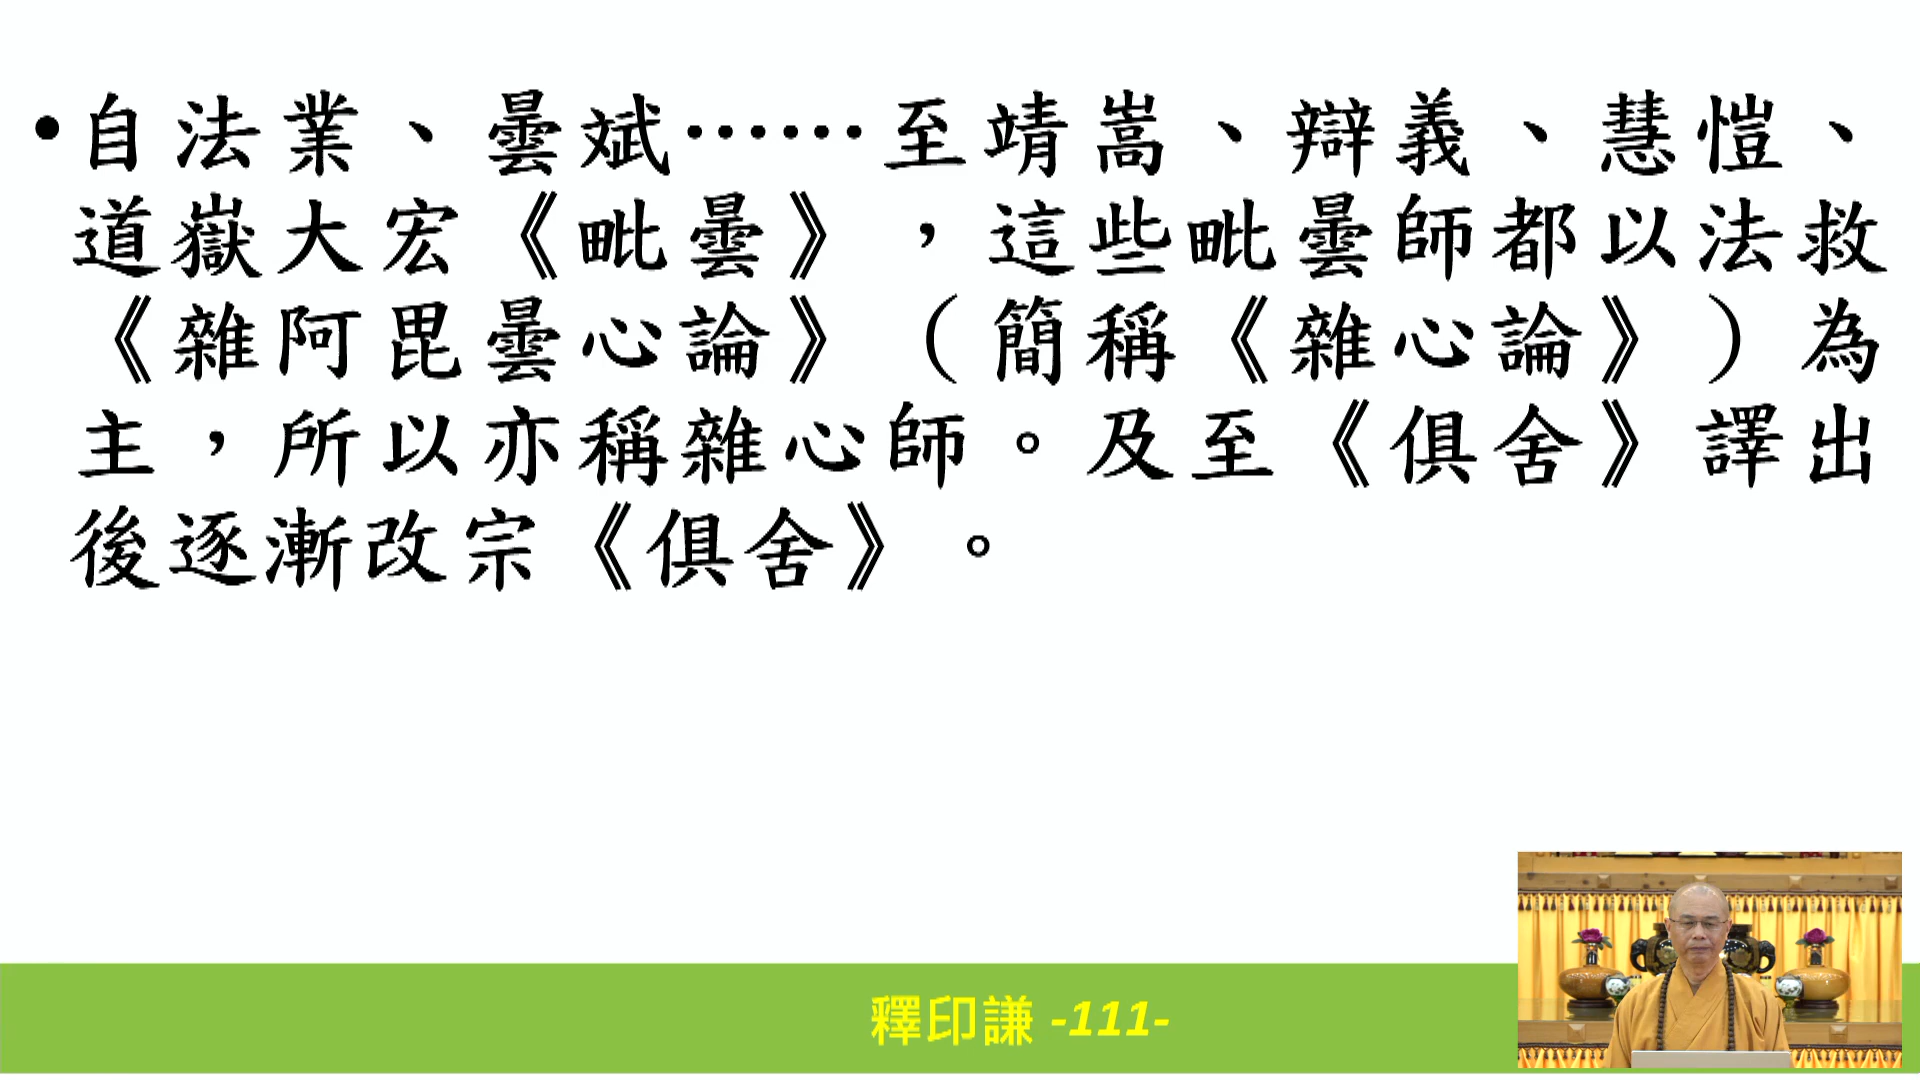 •自法業、曇斌……至靖嵩、辯義、慧愷、
道嶽大宏《毗曇》，這些毗曇師都以法救
《雜阿毘曇心論》（簡稱《雜心論》）為
主，所以亦稱雜心師。及至《俱舍》譯出
後逐漸改宗《俱舍》。
釋印謙 -111-